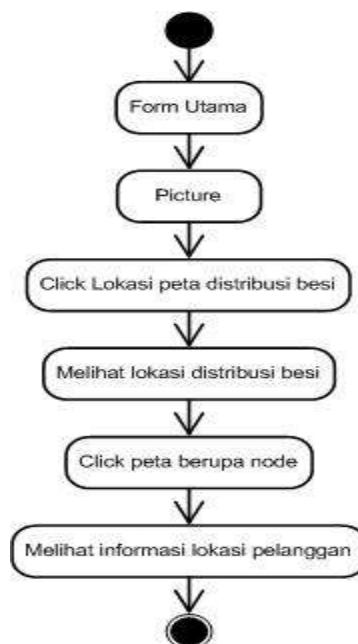 Form Utama
Picture
Click Lokasi peta distribusi besi
Melihat lokasi distribusi besi
Click peta berupa node
Melihat informasi lokasi pelanggan